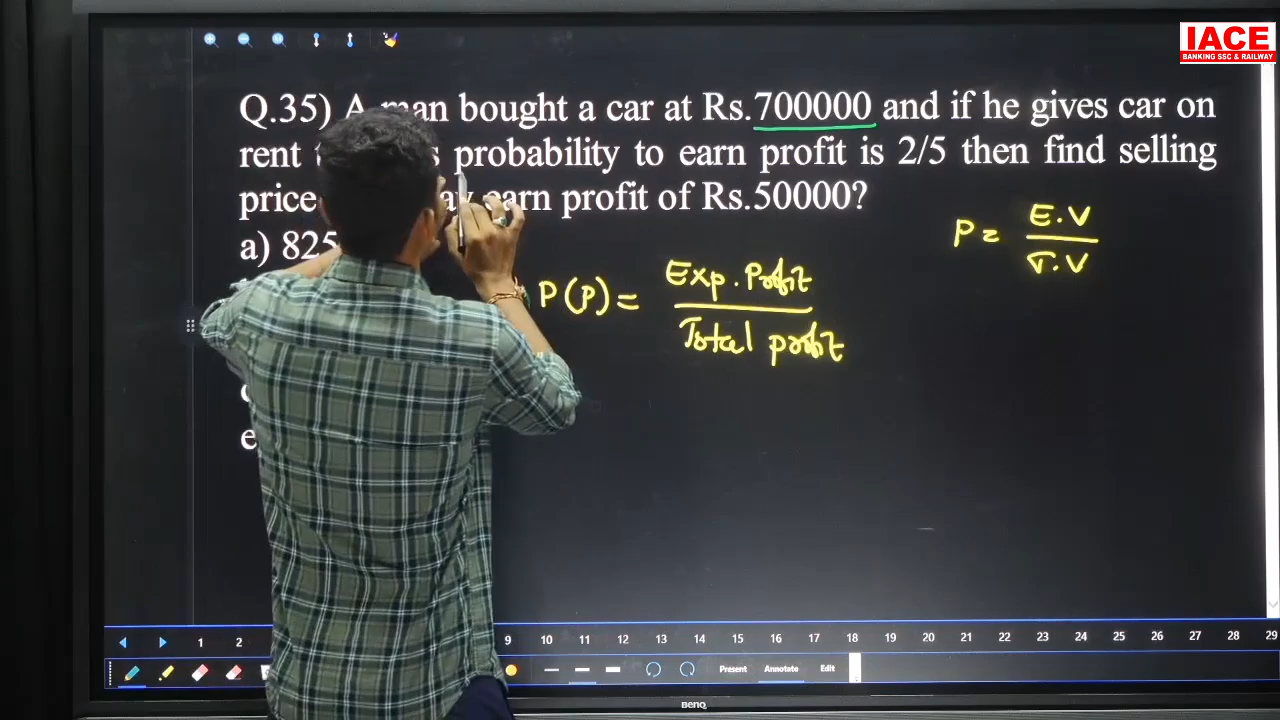 IACE
BANKING SSC & RAILWAY
Q.35) A man bought a car at Rs.700000 and if he gives car on
rent probability to earn profit is 2/5 then find selling
price earn profit of Rs.50000?
a) 825
P = E.V / T.V
P(P) = Exp. Profit / Total profit
1 2 9 10 11 12 13 14 15 16 17 18 19 20 21 22 23 24 25 26 27 28 29
Present Annotate Edit
BENQ